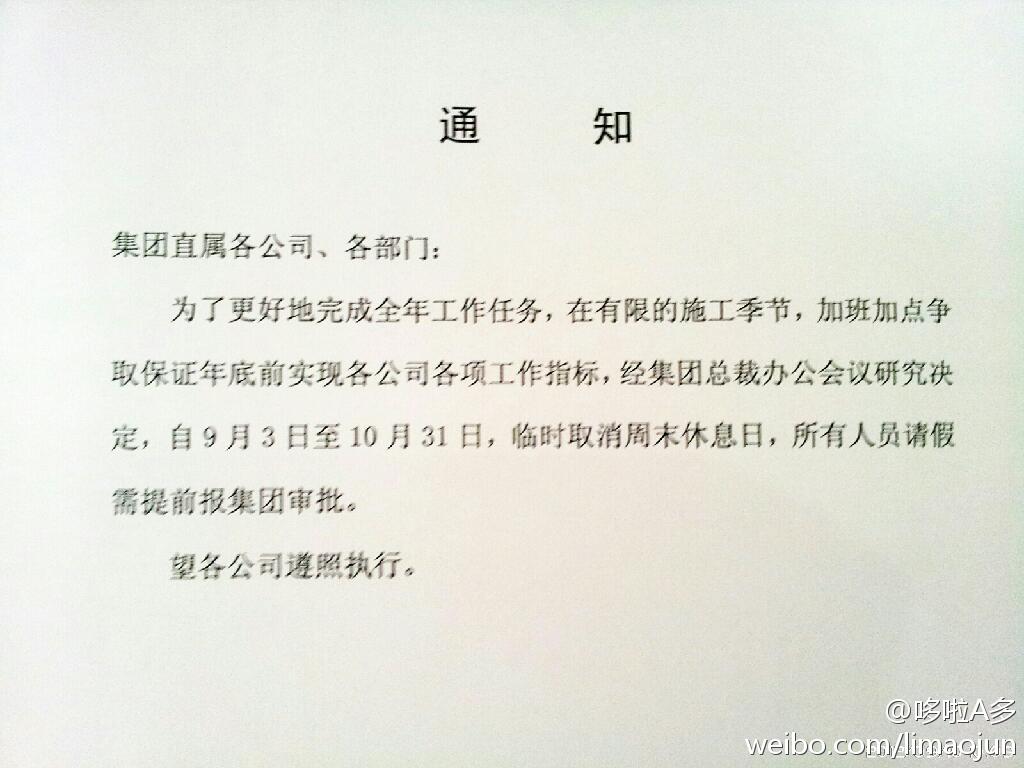 通 知
集团直属各公司、各部门：
为了更好地完成全年工作任务，在有限的施工季节，加班加点争
取保证年底前实现各公司各项工作指标，经集团总裁办公会议研究决
定，自9月3日至10月31日，临时取消周末休息日，所有人员请假
需提前报集团审批。
望各公司遵照执行。
@哆啦A多
weibo.com/limaojun